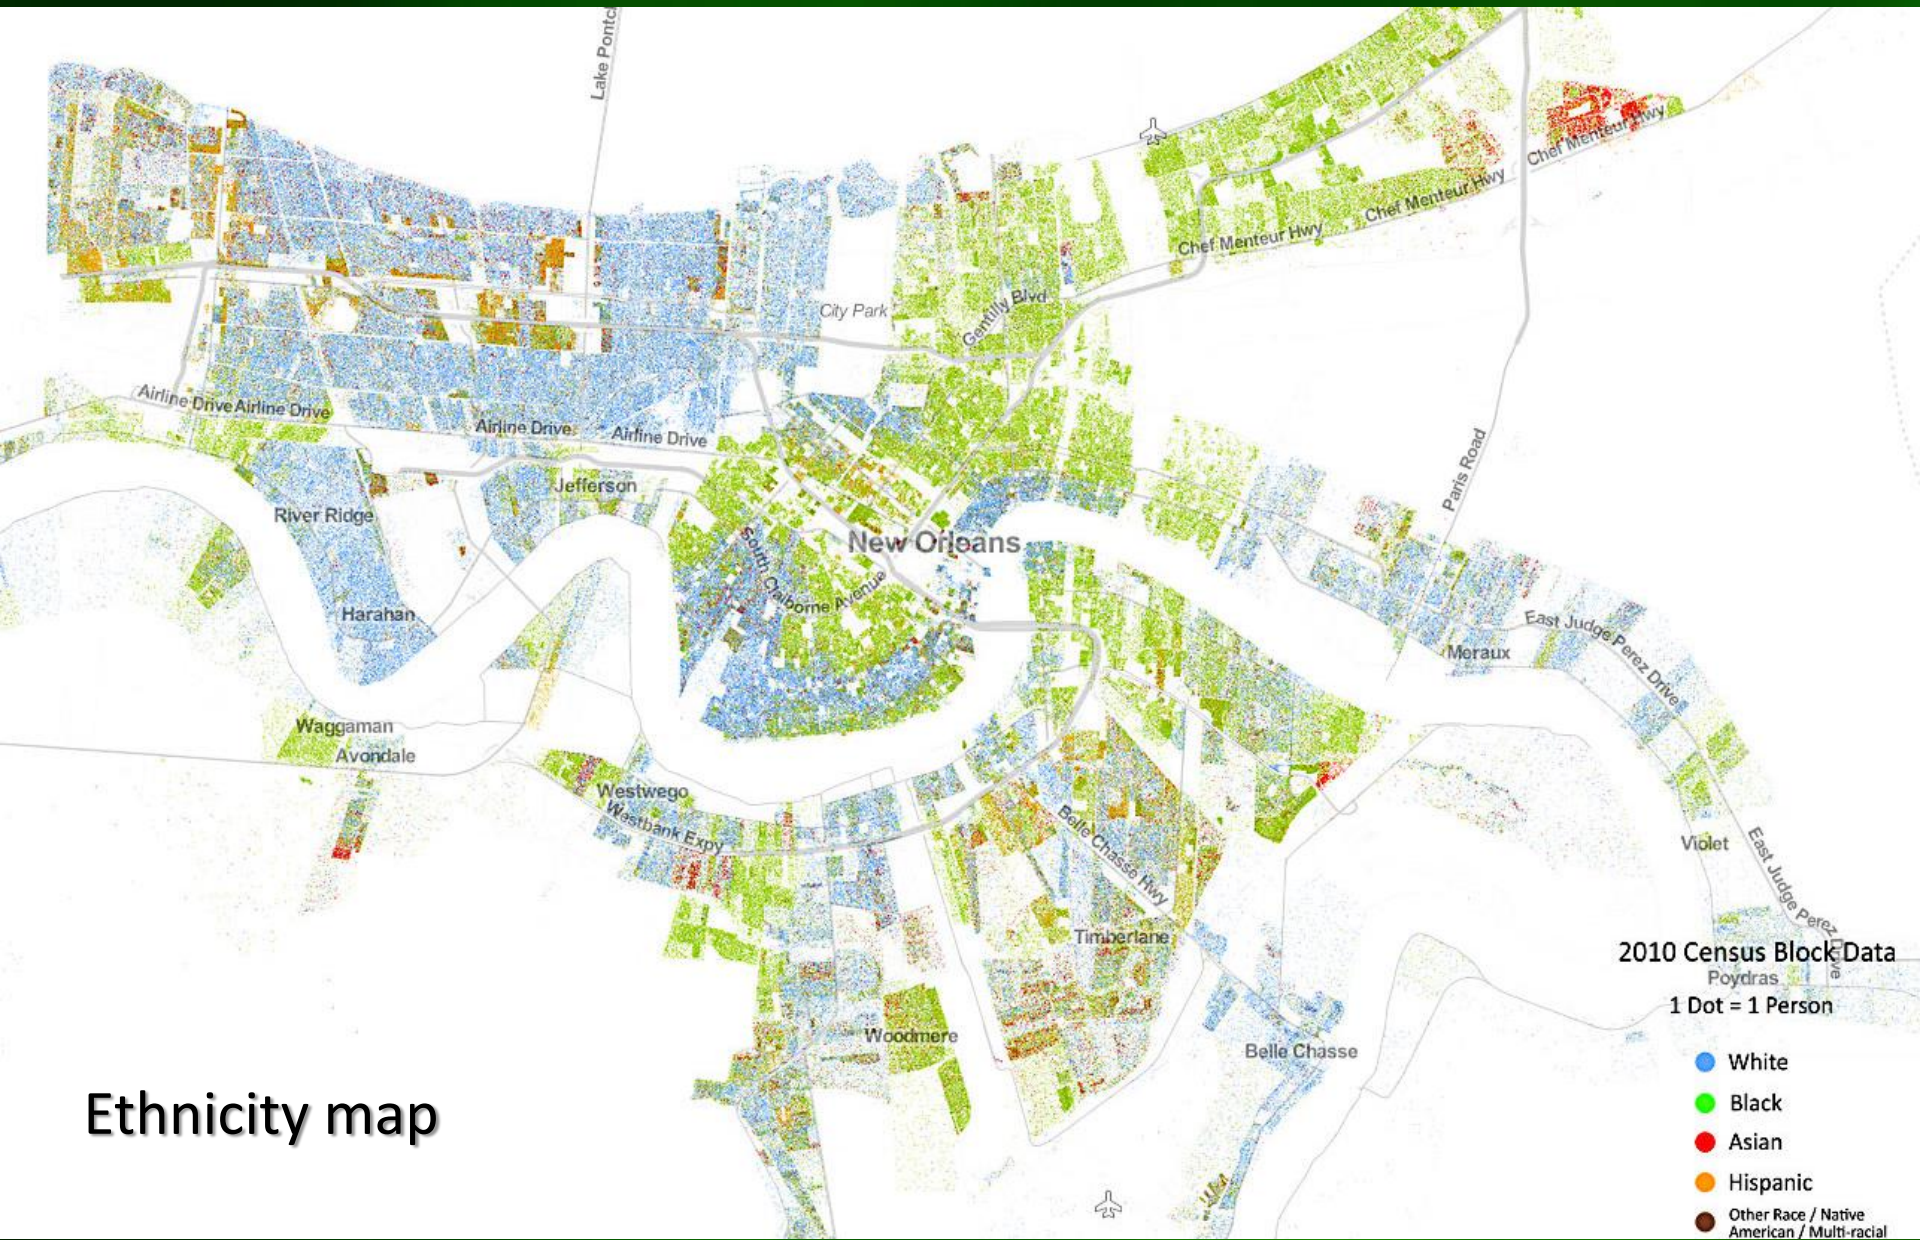 Lake Pontc
Chef Menteur Hwy
Chef Menteur Hwy
Chef Menteur Hwy
City Park
Gentilly Blvd
Airline Drive
Airline Drive
Airline Drive
Airline Drive
Paris Road
Jefferson
River Ridge
New Orleans
South Claiborne Avenue
Harahan
East Judge Perez Drive
Meraux
Waggaman
Avondale
Westwego
Westbank Expy
Belle Chasse Hwy
Violet
East Judge Perez Drive
Timberlane
Poydras
Woodmere
Belle Chasse
Ethnicity map
2010 Census Block Data
1 Dot = 1 Person
White
Black
Asian
Hispanic
Other Race / Native
American / Multi-racial